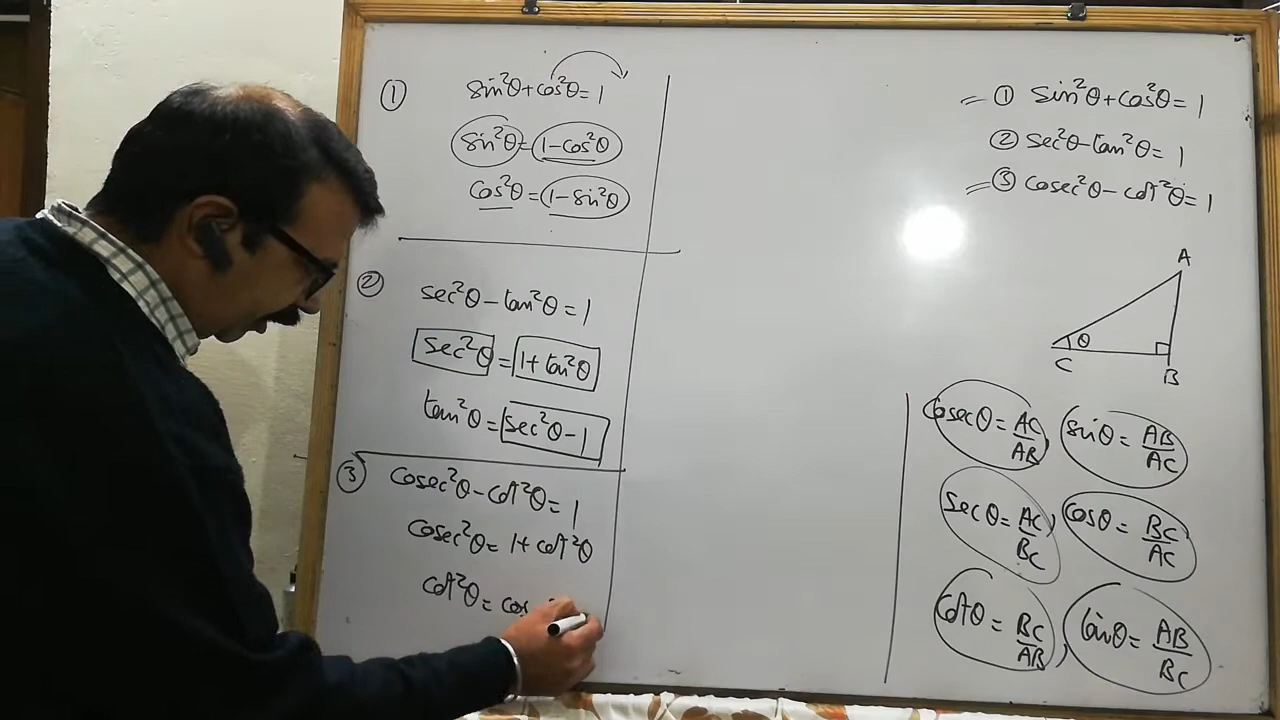 ① sin²θ+cos²θ=1
sin²θ=1-cos²θ
cos²θ=1-sin²θ
② sec²θ-tan²θ=1
sec²θ=1+tan²θ
tan²θ=sec²θ-1
③ cosec²θ-cot²θ=1
cosec²θ=1+cot²θ
cot²θ=cos
① sin²θ+cos²θ=1
② sec²θ-tan²θ=1
③ cosec²θ-cot²θ=1
A
θ
C
B
cosecθ=AC/AB sinθ=AB/AC
secθ=AC/BC cosθ=BC/AC
cotθ=BC/AB tanθ=AB/BC